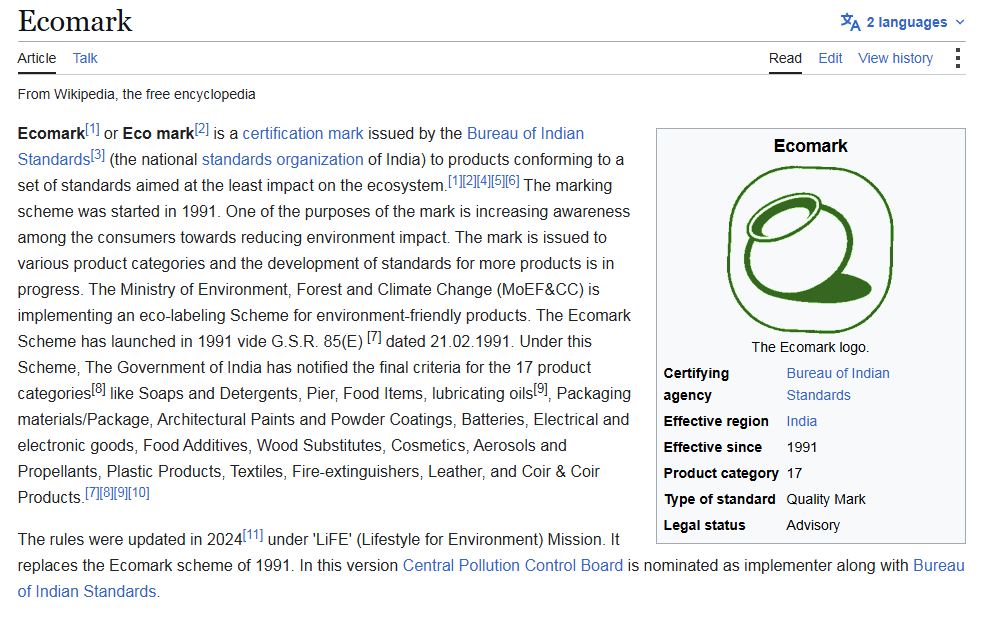 Ecomark
2 languages
Article Talk
Read Edit View history
From Wikipedia, the free encyclopedia
Ecomark[1] or Eco mark[2] is a certification mark issued by the Bureau of Indian
Standards[3] (the national standards organization of India) to products conforming to a
set of standards aimed at the least impact on the ecosystem.[1][2][4][5][6] The marking
scheme was started in 1991. One of the purposes of the mark is increasing awareness
among the consumers towards reducing environment impact. The mark is issued to
various product categories and the development of standards for more products is in
progress. The Ministry of Environment, Forest and Climate Change (MoEF&CC) is
implementing an eco-labeling Scheme for environment-friendly products. The Ecomark
Scheme has launched in 1991 vide G.S.R. 85(E) [7] dated 21.02.1991. Under this
Scheme, The Government of India has notified the final criteria for the 17 product
categories[8] like Soaps and Detergents, Pier, Food Items, lubricating oils[9], Packaging
materials/Package, Architectural Paints and Powder Coatings, Batteries, Electrical and
electronic goods, Food Additives, Wood Substitutes, Cosmetics, Aerosols and
Propellants, Plastic Products, Textiles, Fire-extinguishers, Leather, and Coir & Coir
Products.[7][8][9][10]
Ecomark
The Ecomark logo.
Certifying agency Bureau of Indian Standards
Effective region India
Effective since 1991
Product category 17
Type of standard Quality Mark
Legal status Advisory
The rules were updated in 2024[11] under 'LiFE' (Lifestyle for Environment) Mission. It
replaces the Ecomark scheme of 1991. In this version Central Pollution Control Board is nominated as implementer along with Bureau
of Indian Standards.